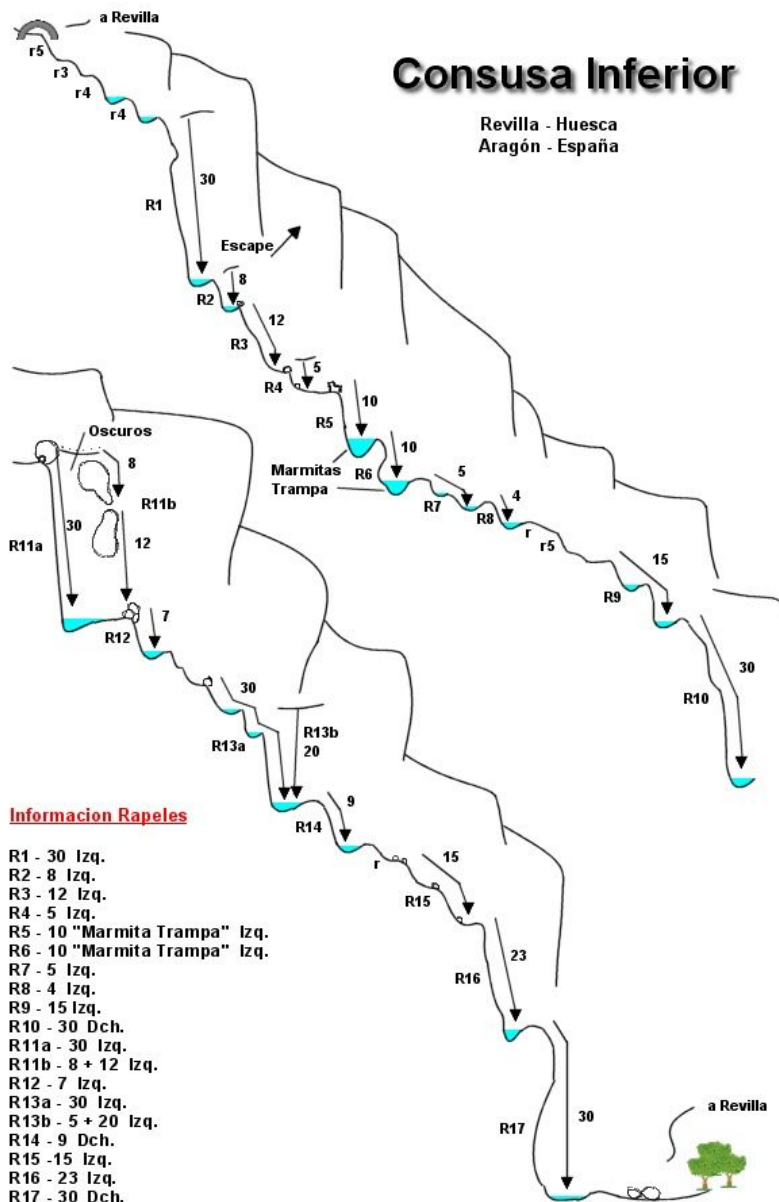 a Revilla
Consusa Inferior
Revilla - Huesca
Aragón - España
r5
r3
r4
r4
R1
30
Escape
R2
8
R3
12
R4
5
R5
10
R6
10
Marmitas
Trampa
R7
5
R8
4
r
r5
R9
15
R10
30
Oscuros
R11a
30
8
R11b
12
R12
7
30
R13a
R13b
20
R14
9
r
R15
15
R16
23
R17
30
a Revilla
Informacion Rapeles
R1 - 30 Izq.
R2 - 8 Izq.
R3 - 12 Izq.
R4 - 5 Izq.
R5 - 10 "Marmita Trampa" Izq.
R6 - 10 "Marmita Trampa" Izq.
R7 - 5 Izq.
R8 - 4 Izq.
R9 - 15 Izq.
R10 - 30 Dch.
R11a - 30 Izq.
R11b - 8 + 12 Izq.
R12 - 7 Izq.
R13a - 30 Izq.
R13b - 5 + 20 Izq.
R14 - 9 Dch.
R15 -15 Izq.
R16 - 23 Izq.
R17 - 30 Dch.